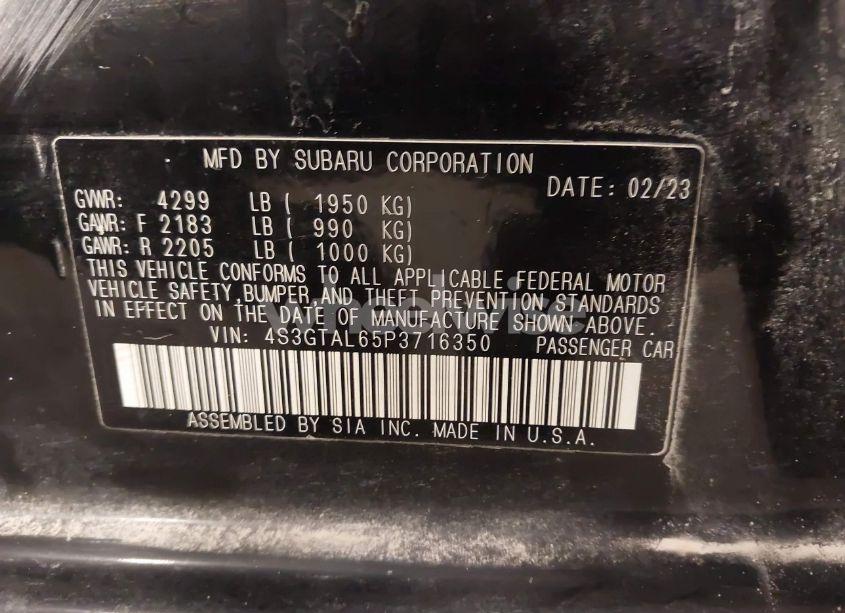 MFD BY SUBARU CORPORATION
DATE: 02/23
GVWR: 4299 LB ( 1950 KG)
GAWR: F 2183 LB ( 990 KG)
GAWR: R 2205 LB ( 1000 KG)
THIS VEHICLE CONFORMS TO ALL APPLICABLE FEDERAL MOTOR
VEHICLE SAFETY,BUMPER AND THEFT PREVENTION STANDARDS
IN EFFECT ON THE DATE OF MANUFACTURE SHOWN ABOVE.
VIN: 4S3GTAL65P3716350 PASSENGER CAR
ASSEMBLED BY SIA INC. MADE IN U.S.A.